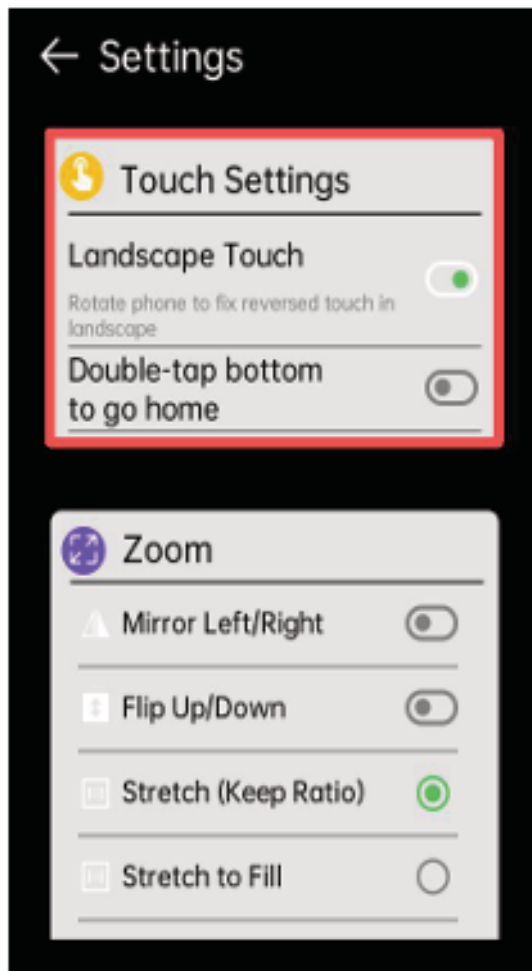 ← Settings
Touch Settings
Landscape Touch
Rotate phone to fix reversed touch in
landscape
Double-tap bottom
to go home
Zoom
Mirror Left/Right
Flip Up/Down
Stretch (Keep Ratio)
Stretch to Fill